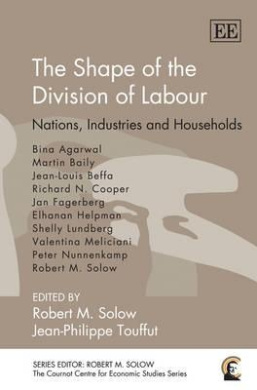 EE
The Shape of the
Division of Labour
Nations, Industries and Households
Bina Agarwal
Martin Baily
Jean-Louis Beffa
Richard N. Cooper
Jan Fagerberg
Elhanan Helpman
Shelly Lundberg
Valentina Meliciani
Peter Nunnenkamp
Robert M. Solow
EDITED BY
Robert M. Solow
Jean-Philippe Touffut
SERIES EDITOR: ROBERT M. SOLOW
The Cournot Centre for Economic Studies Series